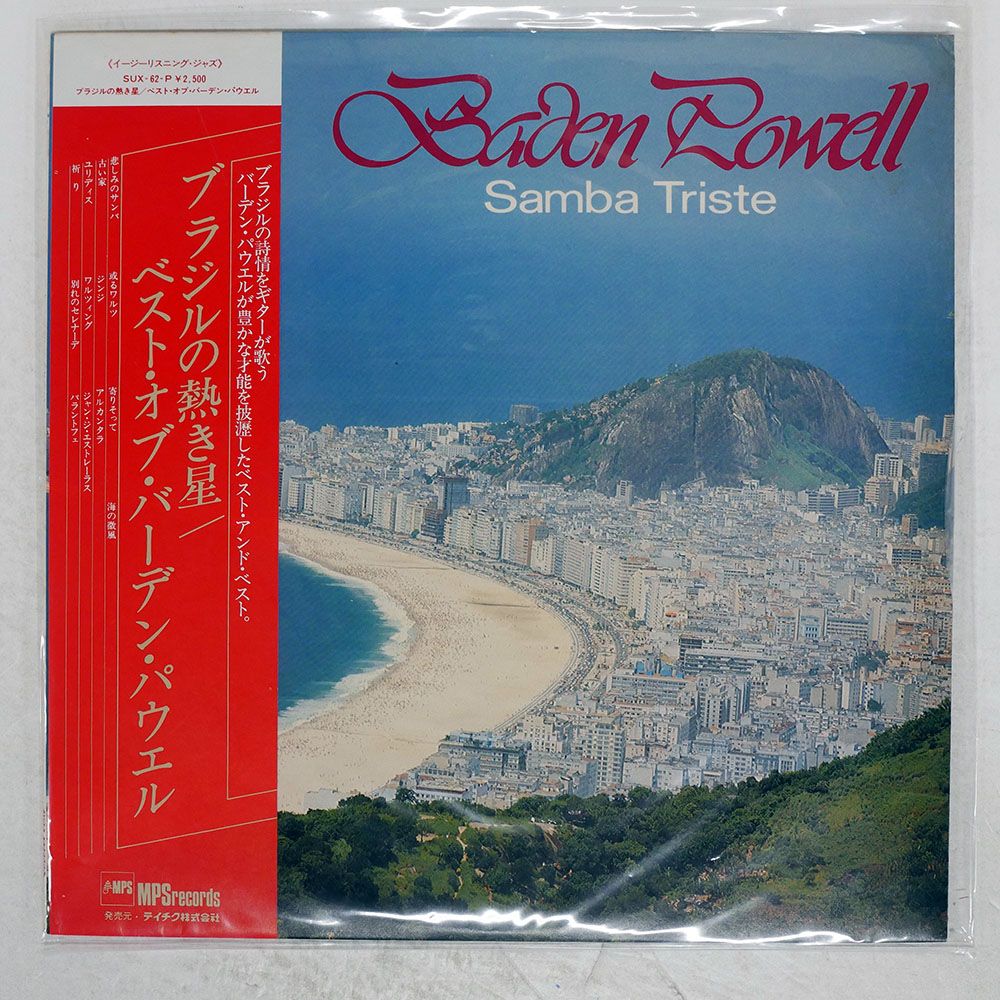 《イージーリスニング・ジャズ》
SUX-62-P ¥2,500
ブラジルの熱き星/ベスト・オブ・バーデン・パウエル
Baden Powell
Samba Triste
ブラジルの詩情をギターが歌う
バーデン・パウエルが豊かな才能を披瀝したベスト・アンド・ベスト。
ブラジルの熱き星/
ベスト・オブ・バーデン・パウエル
悲しみのサンバ 或るワルツ 寄りそって 海の微風
古い家 ジンジ アルカンタラ
ユリディス ワルツィング ジャン・ジ・エストレーラス
祈り 別れのセレナーデ パラントフェ
MPS
MPSrecords
発売元・テイチク株式会社